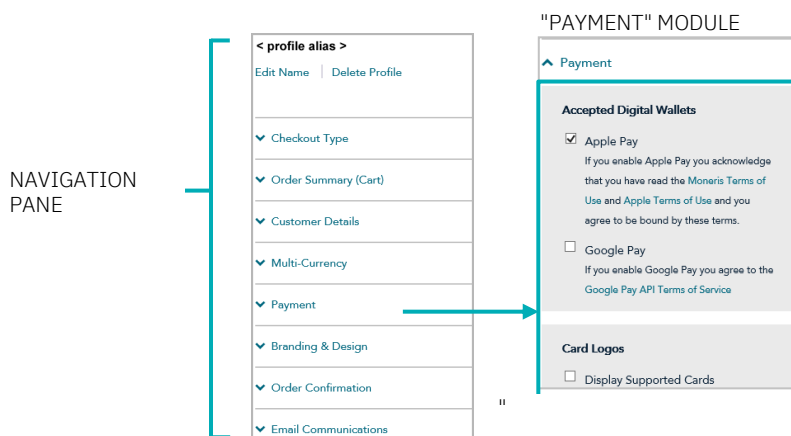 "PAYMENT" MODULE
< profile alias >
Edit Name | Delete Profile
NAVIGATION
PANE
Checkout Type
Order Summary (Cart)
Customer Details
Multi-Currency
Payment
Branding & Design
Order Confirmation
Email Communications
Payment
Accepted Digital Wallets
Apple Pay
If you enable Apple Pay you acknowledge
that you have read the Moneris Terms of
Use and Apple Terms of Use and you
agree to be bound by these terms.
Google Pay
If you enable Google Pay you agree to the
Google Pay API Terms of Service
Card Logos
Display Supported Cards
"